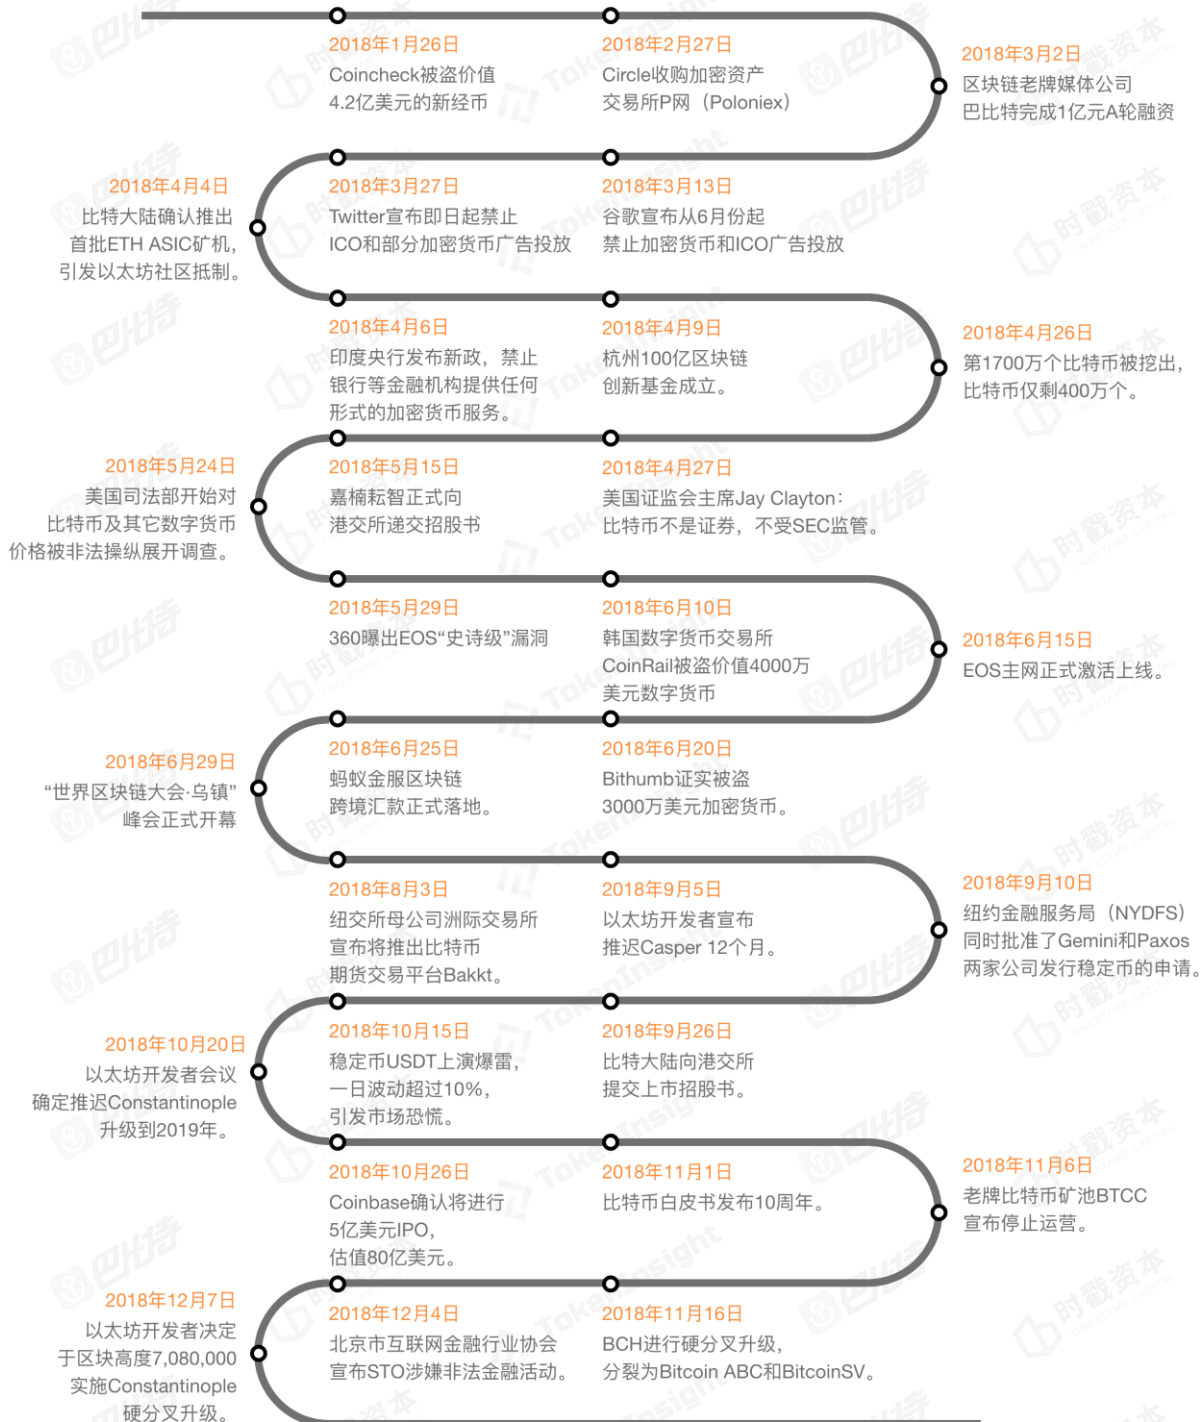 2018年1月26日
Coincheck被盗价值
4.2亿美元的新经币
2018年2月27日
Circle收购加密资产
交易所P网（Poloniex）
2018年3月2日
区块链老牌媒体公司
巴比特完成1亿元A轮融资
2018年3月13日
谷歌宣布从6月份起
禁止加密货币和ICO广告投放
2018年3月27日
Twitter宣布即日起禁止
ICO和部分加密货币广告投放
2018年4月4日
比特大陆确认推出
首批ETH ASIC矿机，
引发以太坊社区抵制。
2018年4月6日
印度央行发布新政，禁止
银行等金融机构提供任何
形式的加密货币服务。
2018年4月9日
杭州100亿区块链
创新基金成立。
2018年4月26日
第1700万个比特币被挖出，
比特币仅剩400万个。
2018年4月27日
美国证监会主席Jay Clayton：
比特币不是证券，不受SEC监管。
2018年5月15日
嘉楠耘智正式向
港交所递交招股书
2018年5月24日
美国司法部开始对
比特币及其它数字货币
价格被非法操纵展开调查。
2018年5月29日
360曝出EOS“史诗级”漏洞
2018年6月10日
韩国数字货币交易所
CoinRail被盗价值4000万
美元数字货币
2018年6月15日
EOS主网正式激活上线。
2018年6月20日
Bithumb证实被盗
3000万美元加密货币。
2018年6月25日
蚂蚁金服区块链
跨境汇款正式落地。
2018年6月29日
“世界区块链大会·乌镇”
峰会正式开幕
2018年8月3日
纽交所母公司洲际交易所
宣布将推出比特币
期货交易平台Bakkt。
2018年9月5日
以太坊开发者宣布
推迟Casper 12个月。
2018年9月10日
纽约金融服务局（NYDFS）
同时批准了Gemini和Paxos
两家公司发行稳定币的申请。
2018年9月26日
比特大陆向港交所
提交上市招股书。
2018年10月15日
稳定币USDT上演爆雷，
一日波动超过10%，
引发市场恐慌。
2018年10月20日
以太坊开发者会议
确定推迟Constantinople
升级到2019年。
2018年10月26日
Coinbase确认将进行
5亿美元IPO，
估值80亿美元。
2018年11月1日
比特币白皮书发布10周年。
2018年11月6日
老牌比特币矿池BTCC
宣布停止运营。
2018年11月16日
BCH进行硬分叉升级，
分裂为Bitcoin ABC和BitcoinSV。
2018年12月4日
北京市互联网金融行业协会
宣布STO涉嫌非法金融活动。
2018年12月7日
以太坊开发者决定
于区块高度7,080,000
实施Constantinople
硬分叉升级。